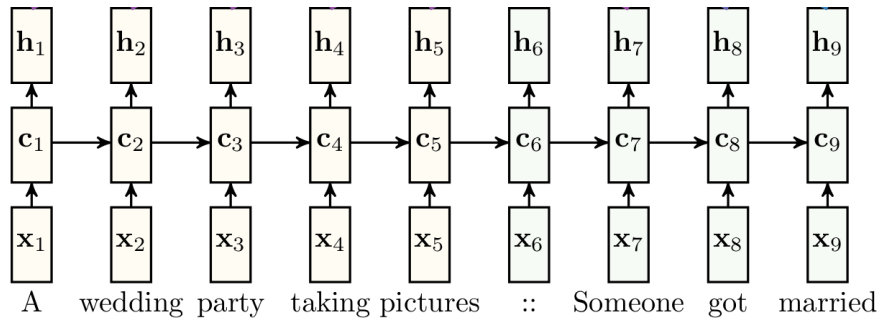 h₁ h₂ h₃ h₄ h₅ h₆ h₇ h₈ h₉
c₁ c₂ c₃ c₄ c₅ c₆ c₇ c₈ c₉
x₁ x₂ x₃ x₄ x₅ x₆ x₇ x₈ x₉
A wedding party taking pictures :: Someone got married